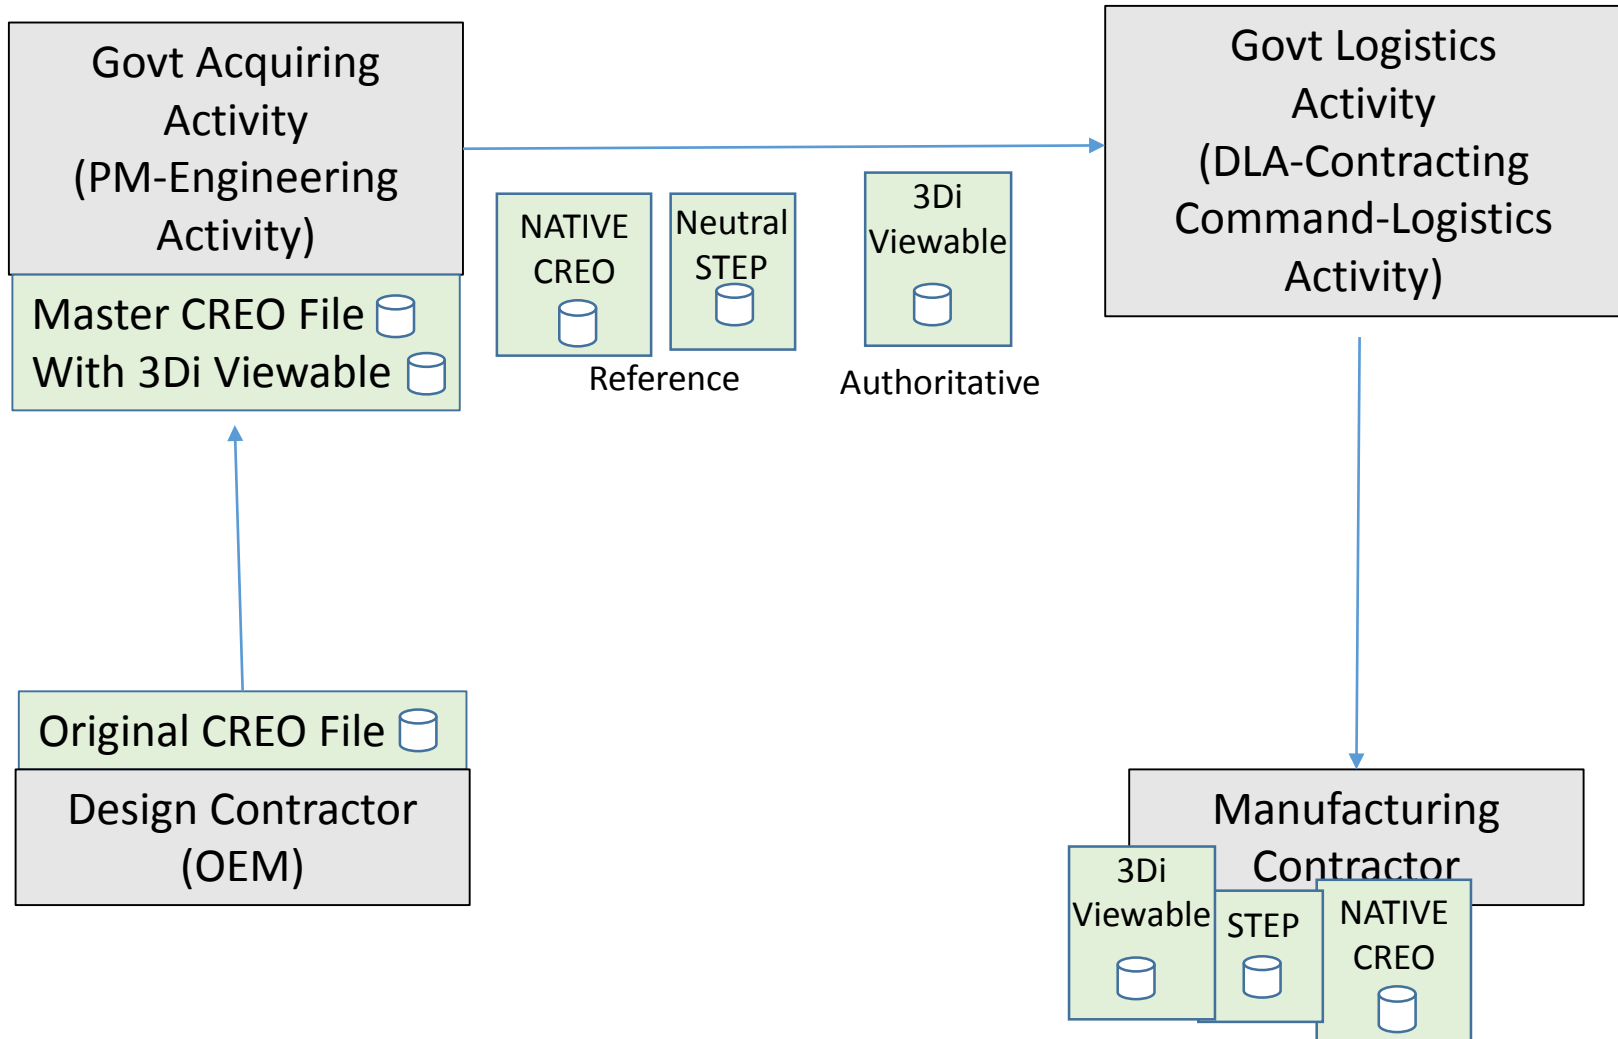 Govt Acquiring
Activity
(PM-Engineering
Activity)
Master CREO File
With 3Di Viewable
NATIVE
CREO
Neutral
STEP
Reference
3Di
Viewable
Authoritative
Govt Logistics
Activity
(DLA-Contracting
Command-Logistics
Activity)
Original CREO File
Design Contractor
(OEM)
Manufacturing
Contractor
3Di
Viewable
STEP
NATIVE
CREO